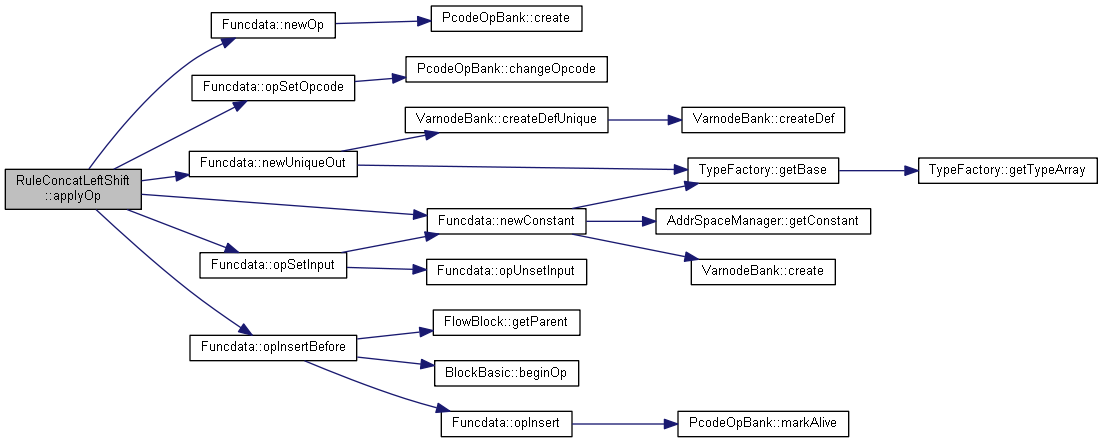 Funcdata::newOp
PcodeOpBank::create
Funcdata::opSetOpcode
PcodeOpBank::changeOpcode
VarnodeBank::createDefUnique
VarnodeBank::createDef
Funcdata::newUniqueOut
TypeFactory::getBase
TypeFactory::getTypeArray
RuleConcatLeftShift
::applyOp
Funcdata::newConstant
AddrSpaceManager::getConstant
Funcdata::opSetInput
Funcdata::opUnsetInput
VarnodeBank::create
FlowBlock::getParent
Funcdata::opInsertBefore
BlockBasic::beginOp
Funcdata::opInsert
PcodeOpBank::markAlive